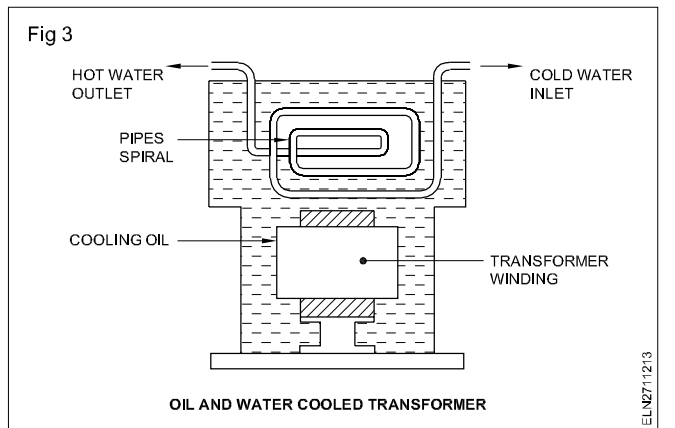 Fig 3
HOT WATER
OUTLET
COLD WATER
INLET
PIPES
SPIRAL
COOLING OIL
TRANSFORMER
WINDING
OIL AND WATER COOLED TRANSFORMER
ELN2711213